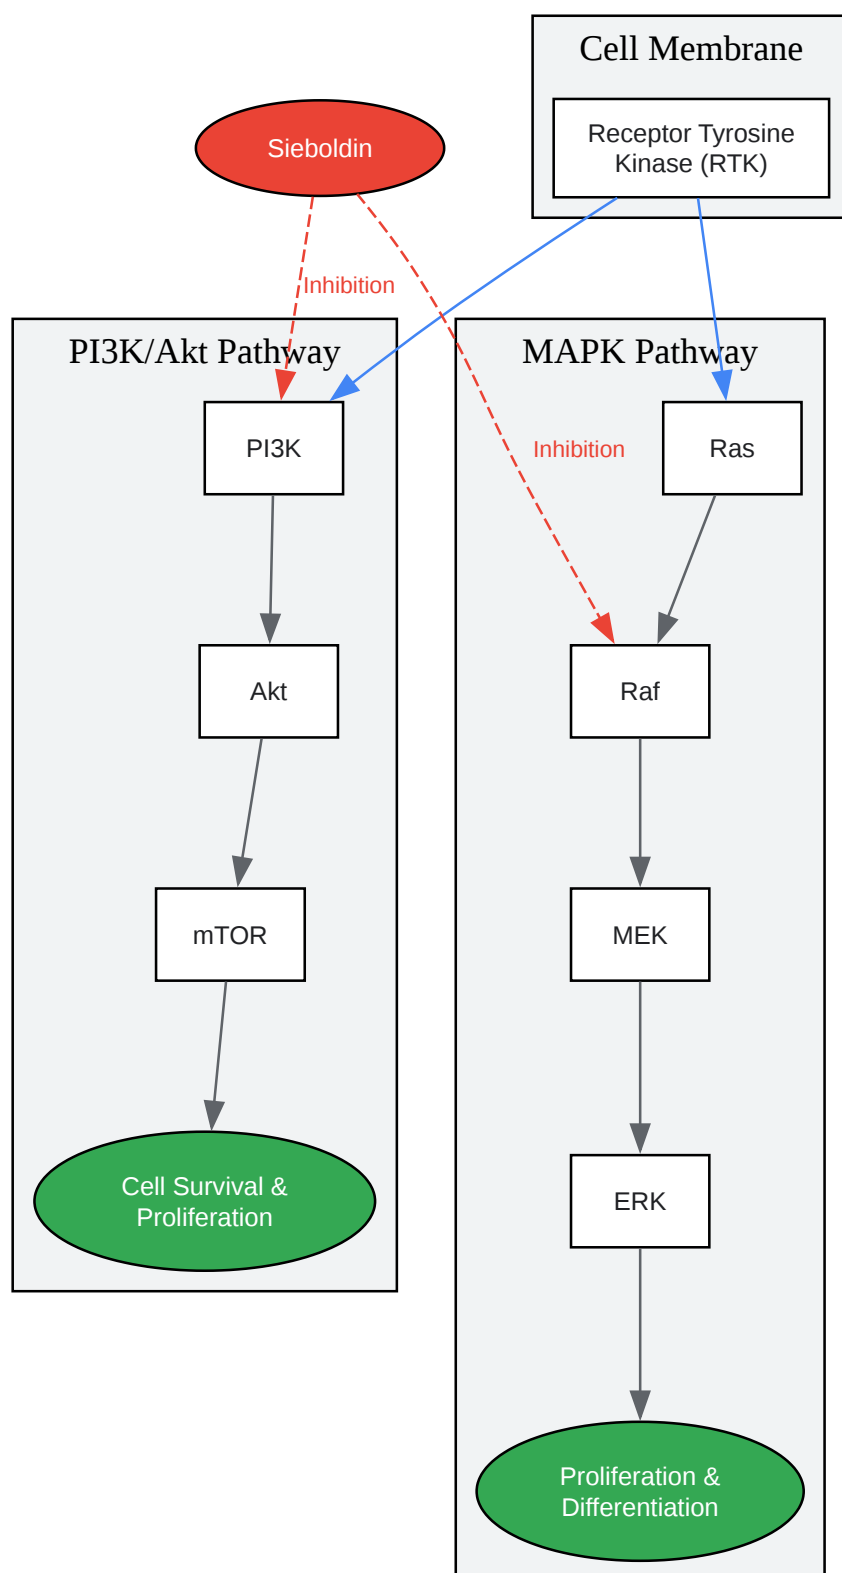 Cell Membrane
Receptor Tyrosine
Kinase (RTK)
Sieboldin
Inhibition
PI3K/Akt Pathway
MAPK Pathway
PI3K
Inhibition
Ras
Akt
Raf
mTOR
MEK
Cell Survival &
Proliferation
ERK
Proliferation &
Differentiation